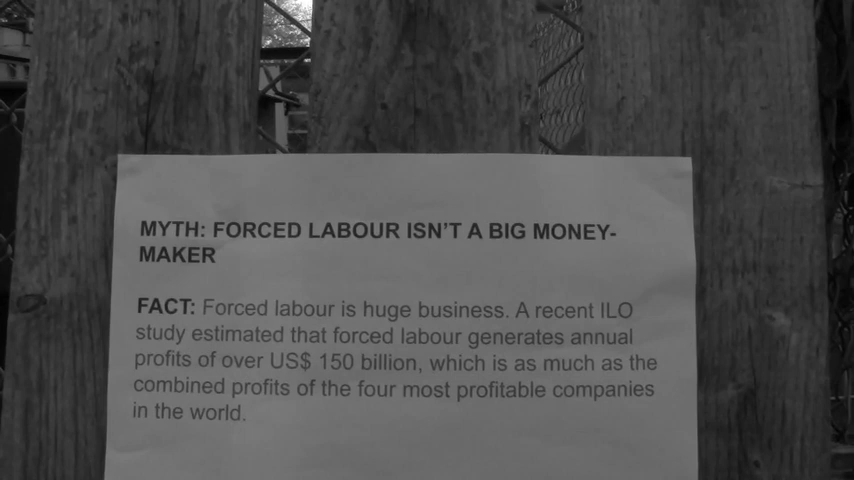 MYTH: FORCED LABOUR ISN'T A BIG MONEY-
MAKER
FACT: Forced labour is huge business. A recent ILO
study estimated that forced labour generates annual
profits of over US$ 150 billion, which is as much as the
combined profits of the four most profitable companies
in the world.